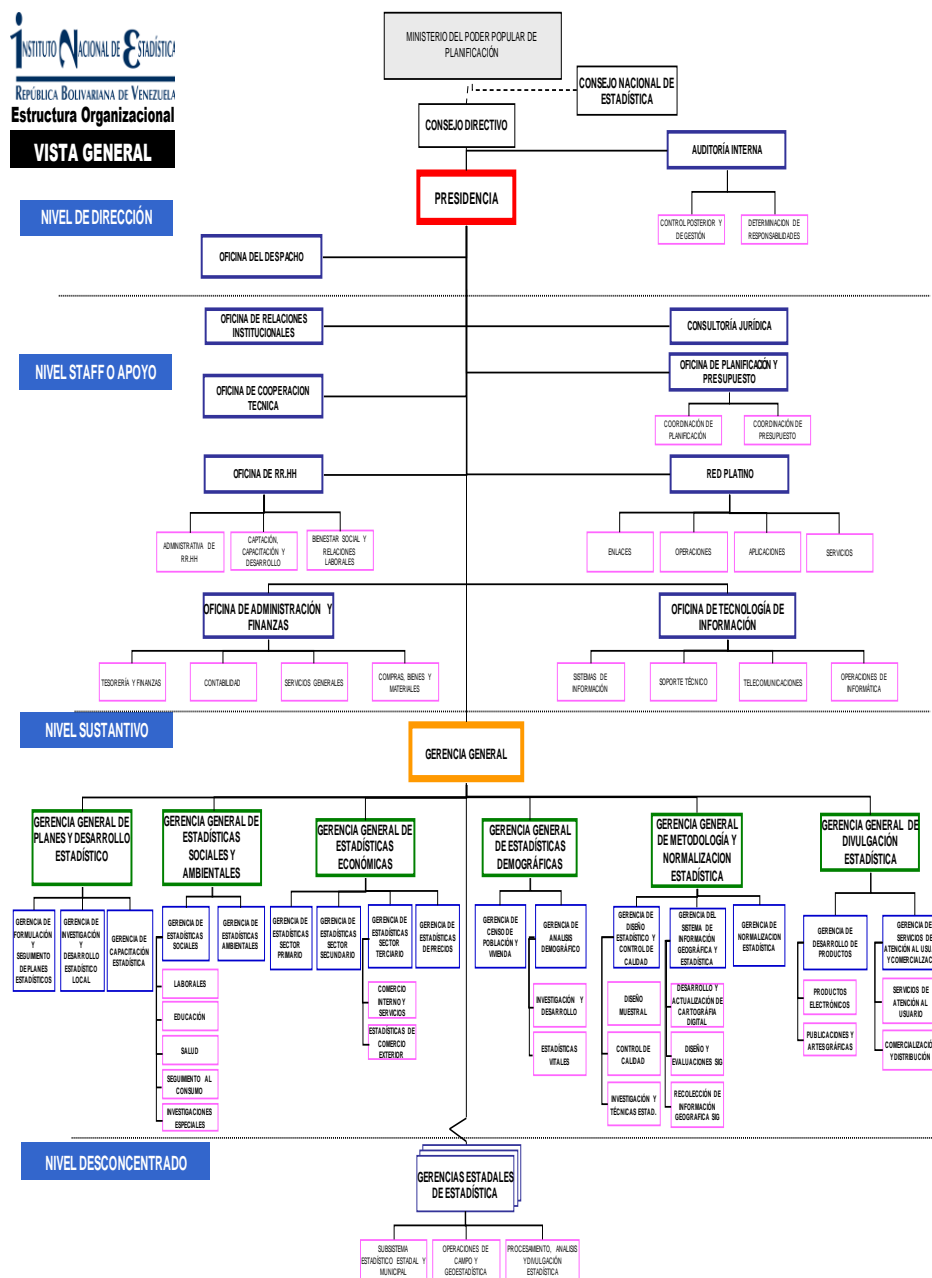 INSTITUTO NACIONAL DE ESTADÍSTICA
REPÚBLICA BOLIVARIANA DE VENEZUELA
Estructura Organizacional
VISTA GENERAL
MINISTERIO DEL PODER POPULAR DE
PLANIFICACIÓN
CONSEJO NACIONAL DE
ESTADÍSTICA
CONSEJO DIRECTIVO
AUDITORÍA INTERNA
PRESIDENCIA
NIVEL DE DIRECCIÓN
CONTROL POSTERIOR Y
DE GESTIÓN
DETERMINACION DE
RESPONSABILIDADES
OFICINA DEL DESPACHO
OFICINA DE RELACIONES
INSTITUCIONALES
CONSULTORÍA JURÍDICA
NIVEL STAFF O APOYO
OFICINA DE PLANIFICACIÓN Y
PRESUPUESTO
OFICINA DE COOPERACION
TECNICA
COORDINACIÓN DE
PLANIFICACIÓN
COORDINACIÓN DE
PRESUPUESTO
OFICINA DE RR.HH
RED PLATINO
ADMINISTRATIVA DE
RR.HH
CAPTACIÓN,
CAPACITACIÓN Y
DESARROLLO
BIENESTAR SOCIAL Y
RELACIONES
LABORALES
ENLACES
OPERACIONES
APLICACIONES
SERVICIOS
OFICINA DE ADMINISTRACIÓN Y
FINANZAS
OFICINA DE TECNOLOGÍA DE
INFORMACIÓN
TESORERÍA Y FINANZAS
CONTABILIDAD
SERVICIOS GENERALES
COMPRAS, BIENES Y
MATERIALES
SISTEMAS DE
INFORMACIÓN
SOPORTE TÉCNICO
TELECOMUNICACIONES
OPERACIONES DE
INFORMÁTICA
NIVEL SUSTANTIVO
GERENCIA GENERAL
GERENCIA GENERAL DE
PLANES Y DESARROLLO
ESTADÍSTICO
GERENCIA GENERAL DE
ESTADÍSTICAS
SOCIALES Y
AMBIENTALES
GERENCIA GENERAL DE
ESTADÍSTICAS
ECONÓMICAS
GERENCIA GENERAL
DE ESTADÍSTICAS
DEMOGRÁFICAS
GERENCIA GENERAL
DE METODOLOGÍA Y
NORMALIZACION
ESTADÍSTICA
GERENCIA GENERAL DE
DIVULGACIÓN
ESTADÍSTICA
GERENCIA DE
FORMULACIÓN
Y
SEGUIMIENTO
DE PLANES
ESTADÍSTICOS
GERENCIA DE
INVESTIGACIÓN
Y
DESARROLLO
ESTADÍSTICO
LOCAL
GERENCIA DE
CAPACITACIÓN
ESTADÍSTICA
GERENCIA DE
ESTADÍSTICAS
SOCIALES
GERENCIA DE
ESTADÍSTICAS
AMBIENTALES
GERENCIA DE
ESTADÍSTICAS
SECTOR
PRIMARIO
GERENCIA DE
ESTADÍSTICAS
SECTOR
SECUNDARIO
GERENCIA DE
ESTADÍSTICAS
SECTOR
TERCIARIO
GERENCIA DE
ESTADÍSTICAS
DE PRECIOS
GERENCIA DE
CENSO DE
POBLACIÓN Y
VIVIENDA
GERENCIA DE
ANALISIS
DEMOGRÁFICO
GERENCIA DE
DISEÑO
ESTADÍSTICO Y
CONTROL DE
CALIDAD
GERENCIA DEL
SISTEMA DE
INFORMACIÓN
GEOGRÁFICA Y
ESTADÍSTICA
GERENCIA DE
NORMALIZACION
ESTADÍSTICA
GERENCIA DE
DESARROLLO DE
PRODUCTOS
GERENCIA DE
SERVICIOS DE
ATENCIÓN AL USU
Y COMERCIALIZAC
LABORALES
EDUCACIÓN
SALUD
SEGUIMIENTO AL
CONSUMO
INVESTIGACIONES
ESPECIALES
COMERCIO
INTERNO Y
SERVICIOS
ESTADÍSTICAS DE
COMERCIO
EXTERIOR
INVESTIGACIÓN Y
DESARROLLO
ESTADÍSTICAS
VITALES
DISEÑO
MUESTRAL
CONTROL DE
CALIDAD
INVESTIGACIÓN Y
TÉCNICAS ESTAD.
DESARROLLO Y
ACTUALIZACIÓN DE
CARTOGRÁFIA
DIGITAL
DISEÑO Y
EVALUACIONES SIG
RECOLECCIÓN DE
INFORMACIÓN
GEOGRAFICA SIG
PRODUCTOS
ELECTRÓNICOS
PUBLICACIONES Y
ARTES GRÁFICAS
SERVICIOS DE
ATENCIÓN AL
USUARIO
COMERCIALIZACIÓN
Y DISTRIBUCIÓN
NIVEL DESCONCENTRADO
GERENCIAS ESTADALES
DE ESTADÍSTICA
SUBSISTEMA
ESTADÍSTICO ESTADAL Y
MUNICIPAL
OPERACIONES DE
CAMPO Y
GEOESTADÍSTICA
PROCESAMIENTO, ANALISIS
Y DIVULGACIÓN
ESTADÍSTICA